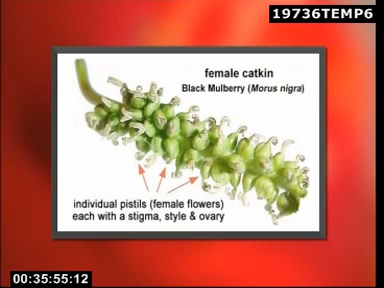 19736TEMP6
female catkin
Black Mulberry (Morus nigra)
individual pistils (female flowers)
each with a stigma, style & ovary
00:35:55:12